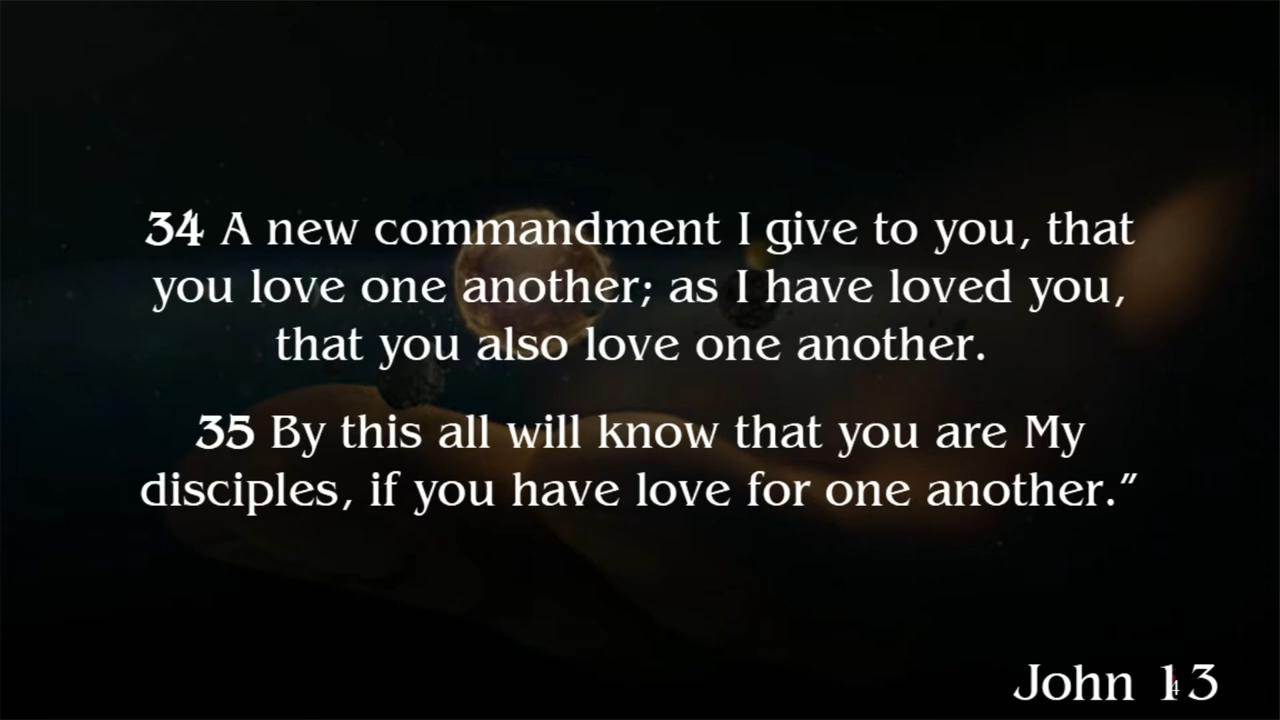 34 A new commandment I give to you, that
you love one another; as I have loved you,
that you also love one another.
35 By this all will know that you are My
disciples, if you have love for one another.”
John 13
4